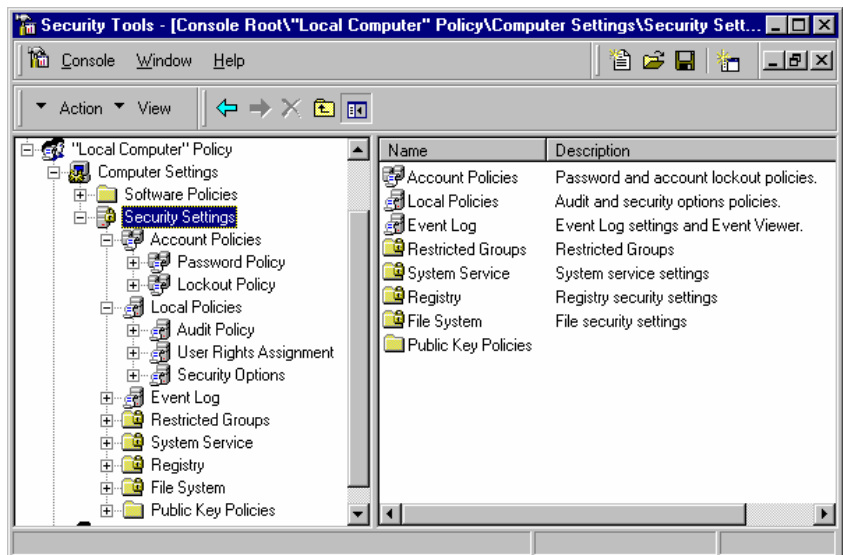 Security Tools - [Console Root\"Local Computer" Policy\Computer Settings\Security Sett...
Console Window Help
Action View
"Local Computer" Policy
Computer Settings
Software Policies
Security Settings
Account Policies
Password Policy
Lockout Policy
Local Policies
Audit Policy
User Rights Assignment
Security Options
Event Log
Restricted Groups
System Service
Registry
File System
Public Key Policies
Name Description
Account Policies Password and account lockout policies.
Local Policies Audit and security options policies.
Event Log Event Log settings and Event Viewer.
Restricted Groups Restricted Groups
System Service System service settings
Registry Registry security settings
File System File security settings
Public Key Policies